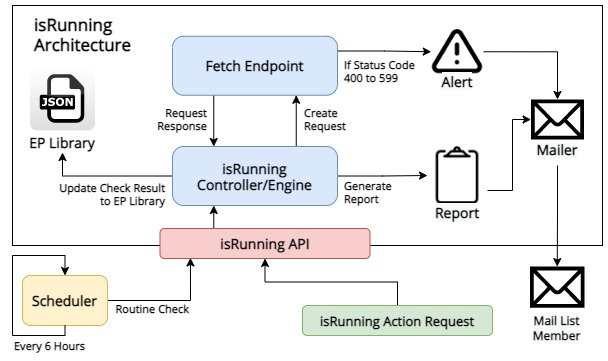 isRunning
Architecture
JSON
EP Library
Fetch Endpoint
If Status Code
400 to 599
Alert
Request
Response
Create
Request
Mailer
isRunning
Controller/Engine
Update Check Result
to EP Library
Generate
Report
Report
isRunning API
Scheduler
Routine Check
Every 6 Hours
isRunning Action Request
Mail List
Member